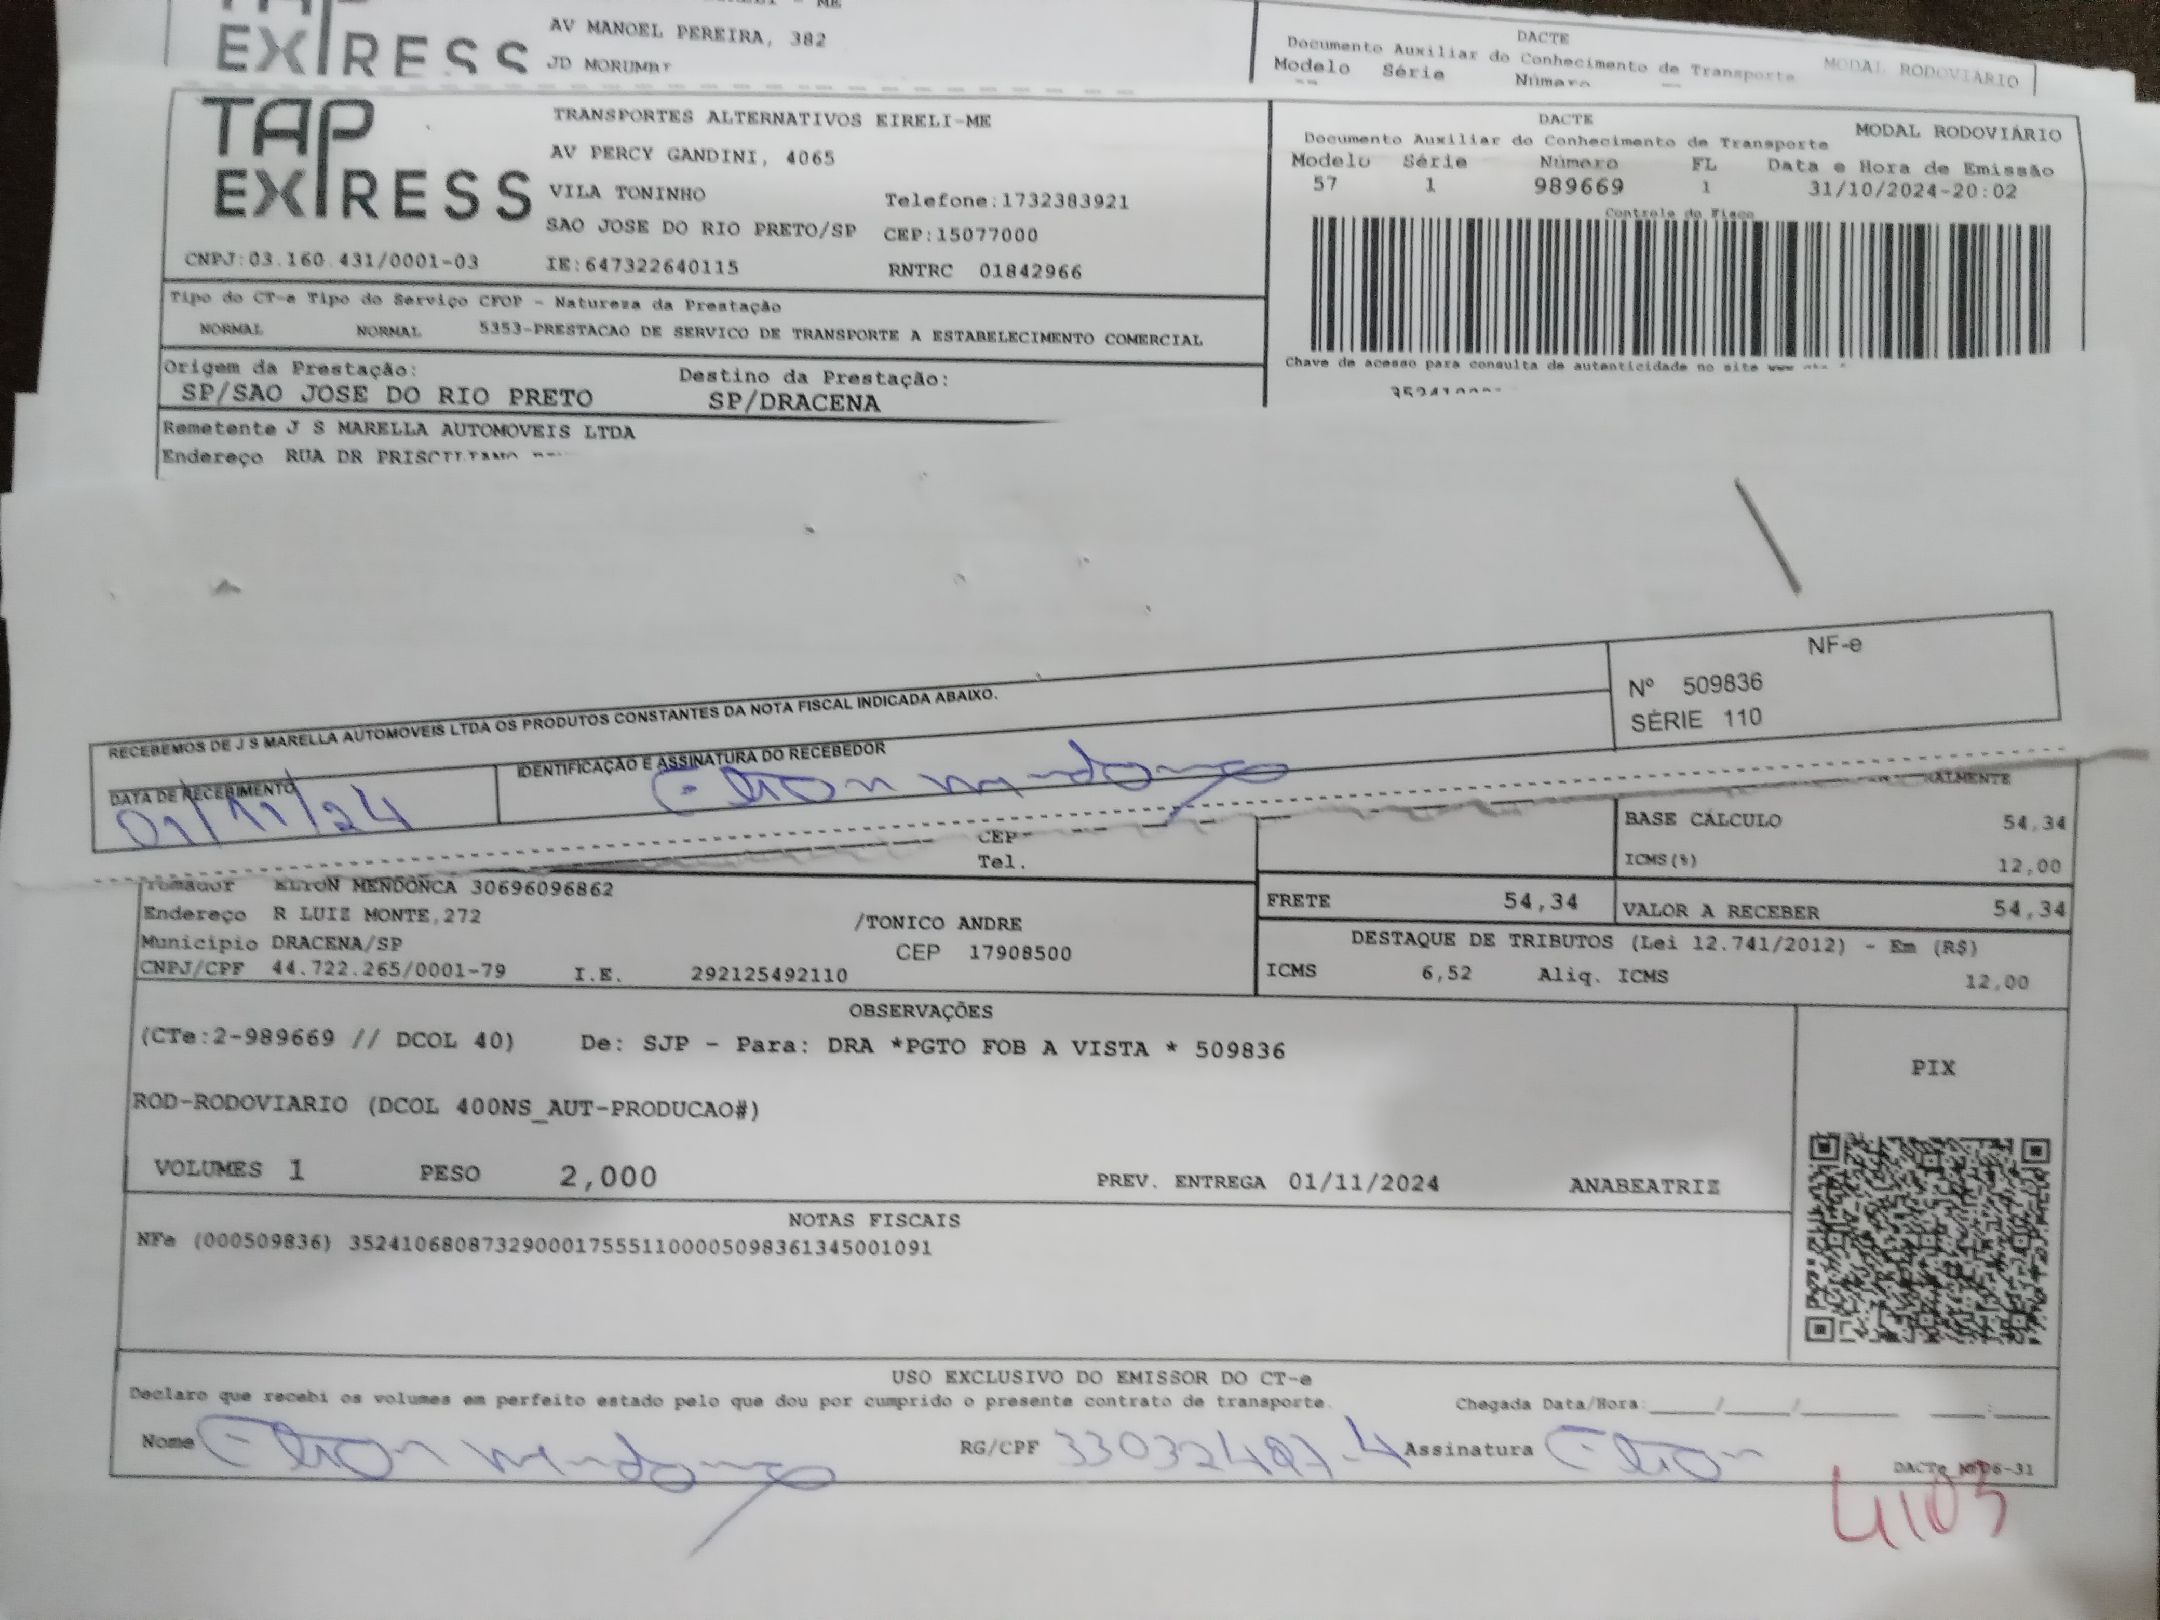 EXPRESS
AV MANOEL PEREIRA, 382
JD MORUMBI
DACTE
Documento Auxiliar do Conhecimento de Transporte
MODAL RODOVIÁRIO
Modelo Série Número
TAP
EXPRESS
TRANSPORTES ALTERNATIVOS EIRELI-ME
AV PERCY GANDINI, 4065
VILA TONINHO
Telefone:1732383921
SAO JOSE DO RIO PRETO/SP CEP:15077000
CNPJ:03.160.431/0001-03 IE:647322640115 RNTRC 01842966
DACTE
Documento Auxiliar do Conhecimento de Transporte
MODAL RODOVIÁRIO
Modelo Série Número FL Data e Hora de Emissão
57 1 989669 1 31/10/2024-20:02
Controle do Fisco
Chave de acesso para consulta de autenticidade no site
Tipo do CT-e Tipo do Serviço CFOP - Natureza da Prestação
NORMAL NORMAL 5353-PRESTACAO DE SERVICO DE TRANSPORTE A ESTABELECIMENTO COMERCIAL
Origem da Prestação: Destino da Prestação:
SP/SAO JOSE DO RIO PRETO SP/DRACENA
Remetente J S MARELLA AUTOMOVEIS LTDA
Endereço RUA DR
RECEBEMOS DE J S MARELLA AUTOMOVEIS LTDA OS PRODUTOS CONSTANTES DA NOTA FISCAL INDICADA ABAIXO.
NF-e
Nº 509836
SÉRIE 110
DATA DE RECEBIMENTO IDENTIFICAÇÃO E ASSINATURA DO RECEBEDOR
01/11/24 Elton Mendonça
CEP
Tel.
BASE CÁLCULO 54,34
ICMS(%) 12,00
Tomador ELTON MENDONCA 30696096862
FRETE 54,34 VALOR A RECEBER 54,34
Endereço R LUIZ MONTE,272 /TONICO ANDRE
Município DRACENA/SP CEP 17908500
CNPJ/CPF 44.722.265/0001-79 I.E. 292125492110
DESTAQUE DE TRIBUTOS (Lei 12.741/2012) - Em (R$)
ICMS 6,52 Aliq. ICMS 12,00
OBSERVAÇÕES
(CTe:2-989669 // DCOL 40) De: SJP - Para: DRA *PGTO FOB A VISTA * 509836
ROD-RODOVIARIO (DCOL 400NS_AUT-PRODUCAO#)
PIX
VOLUMES 1 PESO 2,000 PREV. ENTREGA 01/11/2024 ANABEATRIZ
NOTAS FISCAIS
NFe (000509836) 35241068087329000175551100005098361345001091
USO EXCLUSIVO DO EMISSOR DO CT-e
Declaro que recebi os volumes em perfeito estado pelo que dou por cumprido o presente contrato de transporte. Chegada Data/Hora:____/____/______ ____:____
Nome Elton Mendonça RG/CPF 33032497-4 Assinatura Elton
4103